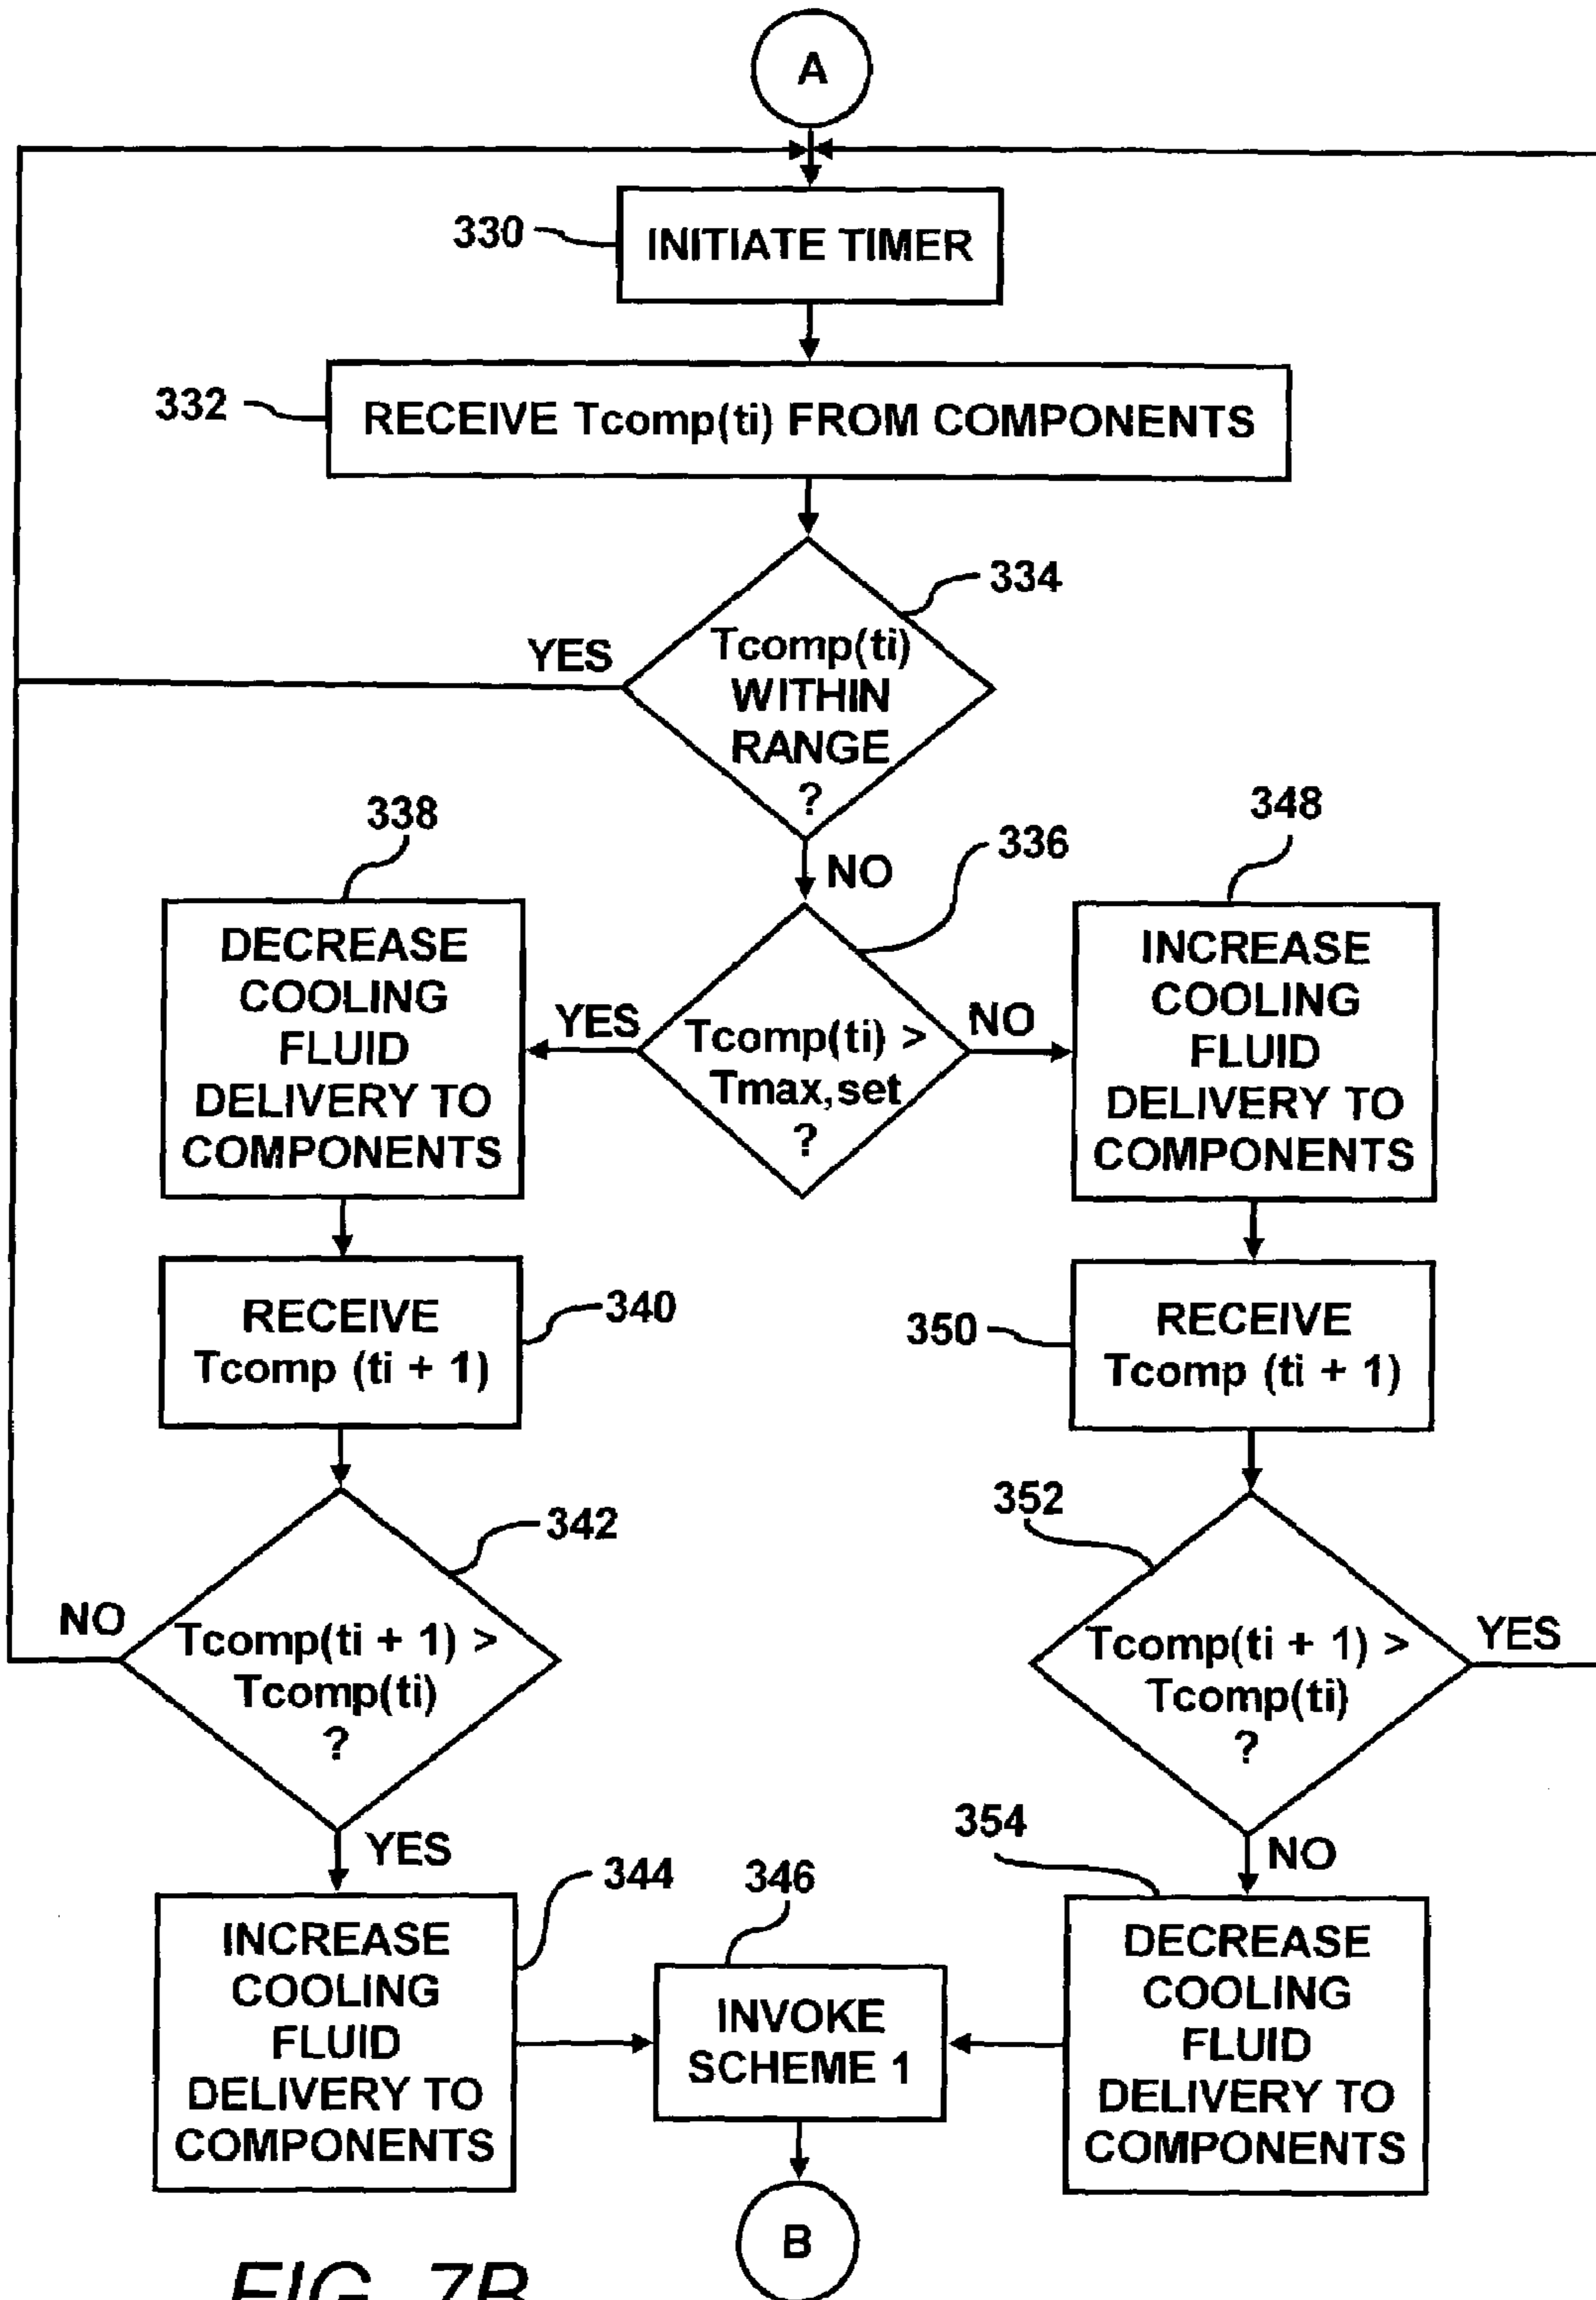 A
330
INITIATE TIMER
332
RECEIVE Tcomp(ti) FROM COMPONENTS
334
YES
Tcomp(ti)
WITHIN
RANGE
?
NO
336
338
DECREASE
COOLING
FLUID
DELIVERY TO
COMPONENTS
YES
Tcomp(ti) >
Tmax,set
?
NO
348
INCREASE
COOLING
FLUID
DELIVERY TO
COMPONENTS
RECEIVE
Tcomp (ti + 1)
340
350
RECEIVE
Tcomp (ti + 1)
342
NO
Tcomp(ti + 1) >
Tcomp(ti)
?
YES
352
Tcomp(ti + 1) >
Tcomp(ti)
?
YES
NO
344
INCREASE
COOLING
FLUID
DELIVERY TO
COMPONENTS
346
INVOKE
SCHEME 1
354
DECREASE
COOLING
FLUID
DELIVERY TO
COMPONENTS
B
FIG. 7B